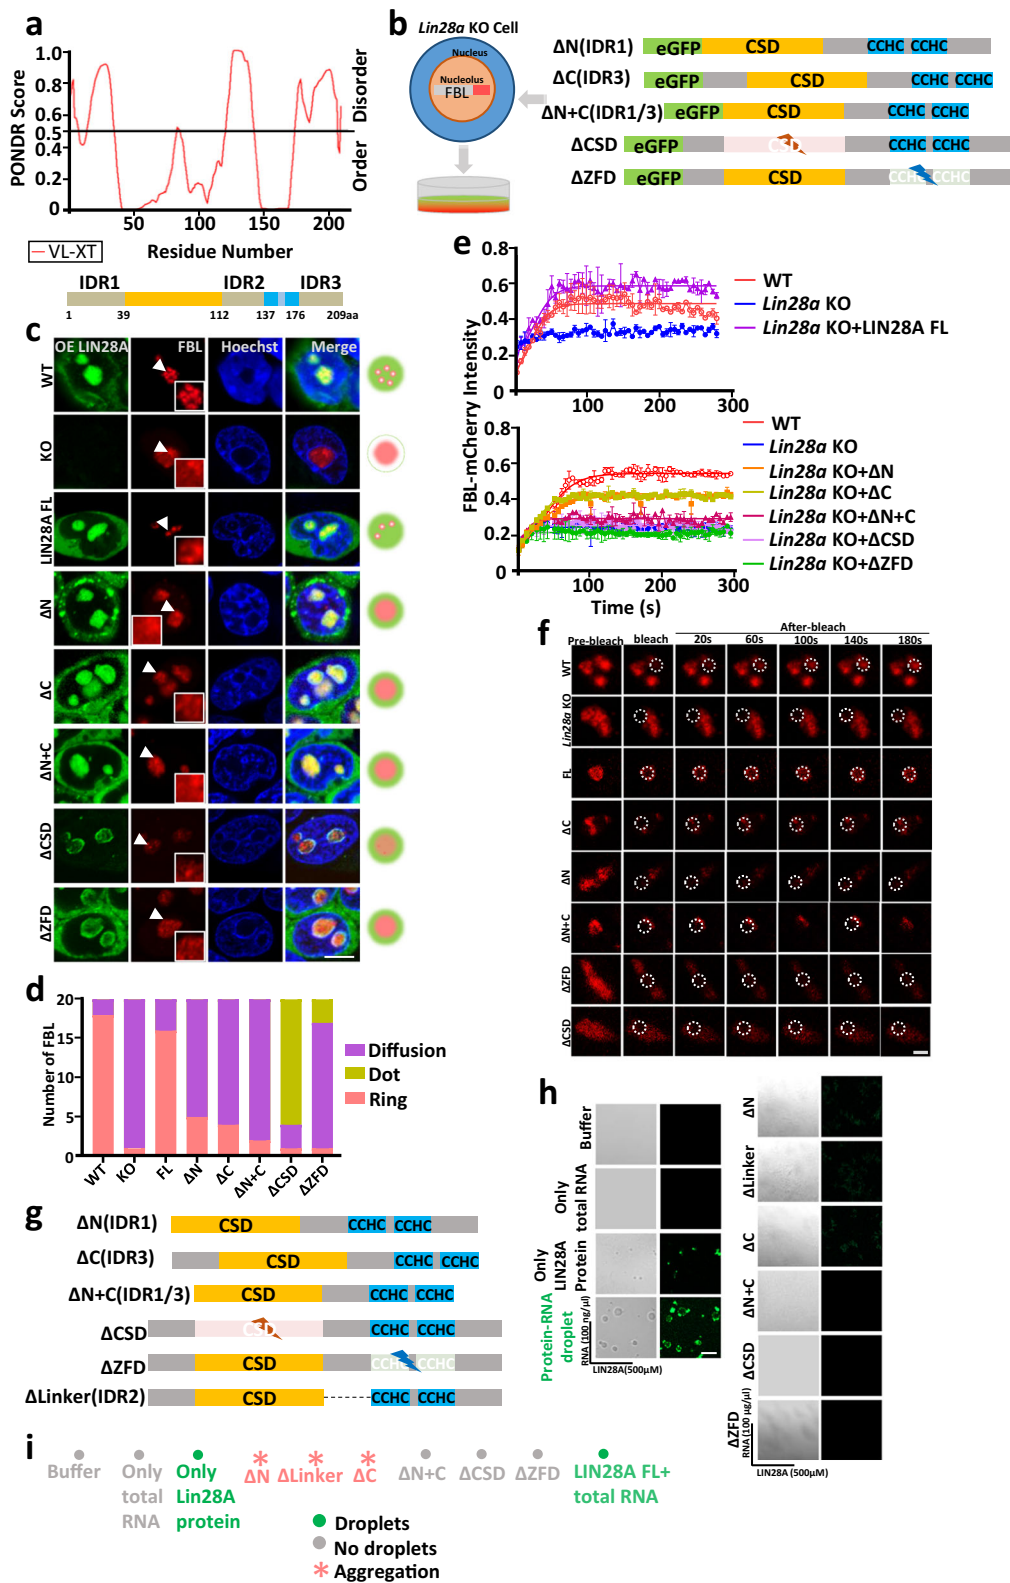 a
PONDR Score
1.0
0.8
0.6
0.5
0.4
0.2
0.0
Disorder
Order
0
50
100
150
200
VL-XT
Residue Number
IDR1
IDR2
IDR3
1
39
112
137
176
209aa
b
Lin28a KO Cell
Nucleus
Nucleolus
FBL
ΔN(IDR1)
eGFP
CSD
CCHC
CCHC
ΔC(IDR3)
eGFP
CSD
CCHC
CCHC
ΔN+C(IDR1/3)
eGFP
CSD
CCHC
CCHC
ΔCSD
eGFP
CSD
CCHC
CCHC
ΔZFD
eGFP
CSD
CCHC
CCHC
c
OE LIN28A
FBL
Hoechst
Merge
WT
KO
LIN28A FL
ΔN
ΔC
ΔN+C
ΔCSD
ΔZFD
d
Number of FBL
20
15
10
5
0
WT
KO
FL
ΔN
ΔC
ΔN+C
ΔCSD
ΔZFD
Diffusion
Dot
Ring
e
FBL-mCherry Intensity
0.8
0.6
0.4
0.2
0
100
200
300
WT
Lin28a KO
Lin28a KO+LIN28A FL
0.8
0.6
0.4
0.2
0.0
100
200
300
Time (s)
WT
Lin28a KO
Lin28a KO+ΔN
Lin28a KO+ΔC
Lin28a KO+ΔN+C
Lin28a KO+ΔCSD
Lin28a KO+ΔZFD
f
After-bleach
Pre-bleach
bleach
20s
60s
100s
140s
180s
WT
Lin28a KO
FL
ΔC
ΔN
ΔN+C
ΔZFD
ΔCSD
g
ΔN(IDR1)
CSD
CCHC
CCHC
ΔC(IDR3)
CSD
CCHC
CCHC
ΔN+C(IDR1/3)
CSD
CCHC
CCHC
ΔCSD
CSD
CCHC
CCHC
ΔZFD
CSD
CCHC
CCHC
ΔLinker(IDR2)
CSD
CCHC
CCHC
h
Buffer
Only
total RNA
Only
LIN28A
Protein
Protein-RNA
droplet
RNA (100 ng/μl)
LIN28A(500μM)
ΔN
ΔLinker
ΔC
ΔN+C
ΔCSD
ΔZFD
RNA (100 μg/μl)
LIN28A (500μM)
i
Buffer
Only
total
RNA
Only
Lin28A
protein
ΔN
ΔLinker
ΔC
ΔN+C
ΔCSD
ΔZFD
LIN28A FL+
total RNA
Droplets
No droplets
Aggregation